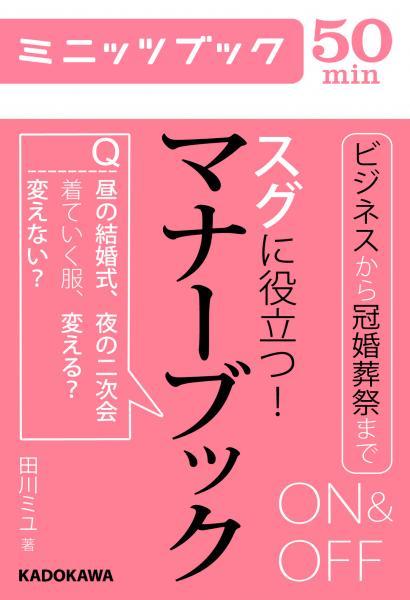 ミニッツブック
50
min
ビジネスから冠婚葬祭まで
スグに役立つ!
マナーブック
ON&
OFF
Q
昼の結婚式、夜の二次会
着ていく服、変える?
変えない?
田川ミユ 著
KADOKAWA